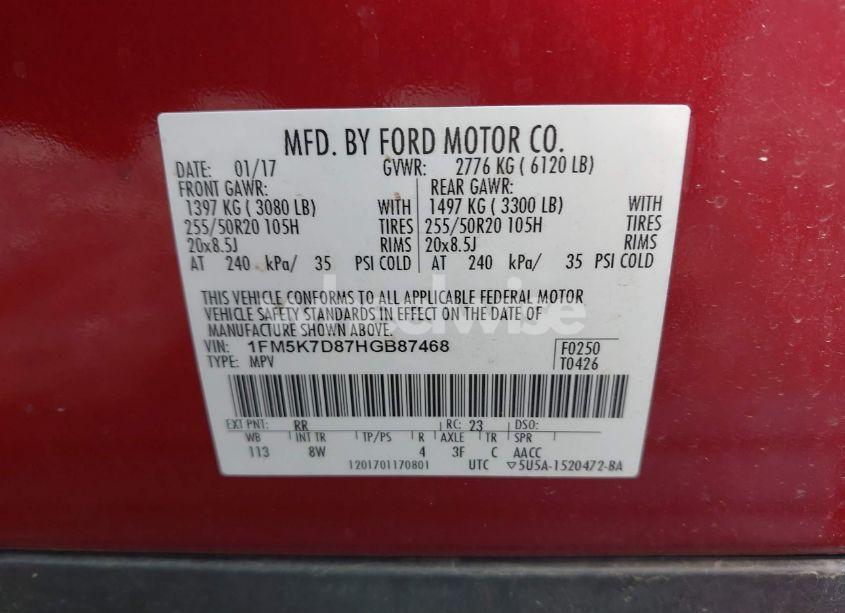 MFD. BY FORD MOTOR CO.
DATE: 01/17 GVWR: 2776 KG ( 6120 LB)
FRONT GAWR: REAR GAWR:
1397 KG ( 3080 LB) WITH 1497 KG ( 3300 LB) WITH
255/50R20 105H TIRES 255/50R20 105H TIRES
20x8.5J RIMS 20x8.5J RIMS
AT 240 kPa/ 35 PSI COLD AT 240 kPa/ 35 PSI COLD
THIS VEHICLE CONFORMS TO ALL APPLICABLE FEDERAL MOTOR
VEHICLE SAFETY STANDARDS IN EFFECT ON THE DATE OF
MANUFACTURE SHOWN ABOVE.
VIN: 1FM5K7D87HGB87468 F0250
TYPE: MPV T0426
EXT PNT: RR RC: 23 DSO:
WB INT TR TP/PS R AXLE TR SPR
113 8W 4 3F C AACC
1201701170801 UTC ▽5U5A-1520472-BA